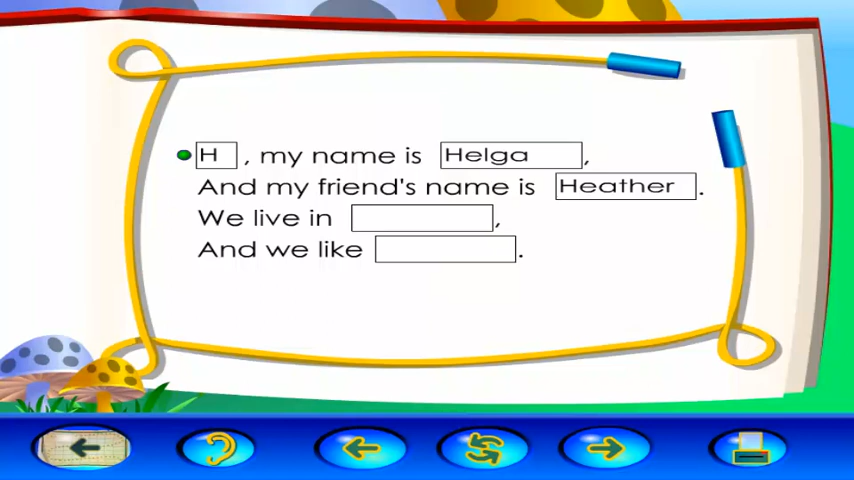 H , my name is Helga ,
And my friend's name is Heather .
We live in ,
And we like .